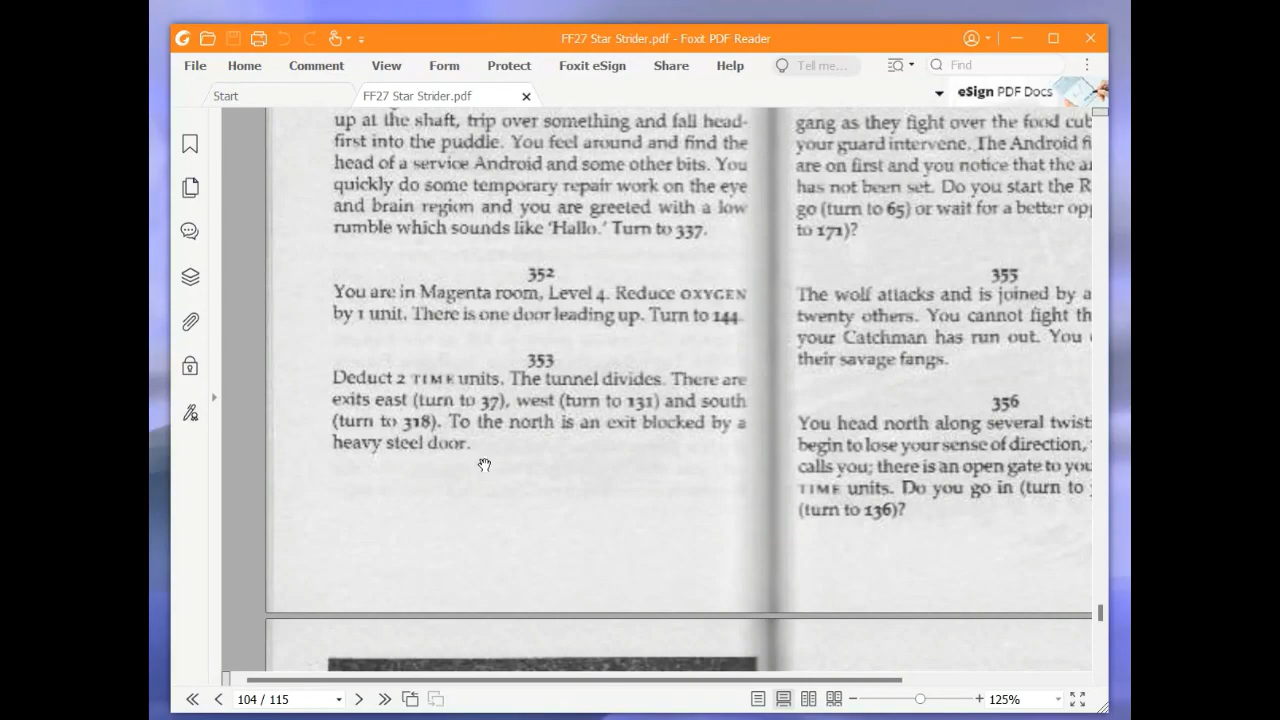 FF27 Star Strider.pdf - Foxit PDF Reader
File Home Comment View Form Protect Foxit eSign Share Help Tell me... Find
Start FF27 Star Strider.pdf eSign PDF Docs
up at the shaft, trip over something and fall head-
first into the puddle. You feel around and find the
head of a service Android and some other bits. You
quickly do some temporary repair work on the eye
and brain region and you are greeted with a low
rumble which sounds like 'Hallo.' Turn to 337.
352
You are in Magenta room, Level 4. Reduce OXYGEN
by 1 unit. There is one door leading up. Turn to 144.
353
Deduct 2 TIME units. The tunnel divides. There are
exits east (turn to 37), west (turn to 131) and south
(turn to 318). To the north is an exit blocked by a
heavy steel door.
gang as they fight over the food cub
your guard intervene. The Android fi
are on first and you notice that the a
has not been set. Do you start the R
go (turn to 65) or wait for a better opp
to 171)?
355
The wolf attacks and is joined by a
twenty others. You cannot fight th
your Catchman has run out. You
their savage fangs.
356
You head north along several twist
begin to lose your sense of direction,
calls you; there is an open gate to you
TIME units. Do you go in (turn to
(turn to 136)?
104 / 115 125%